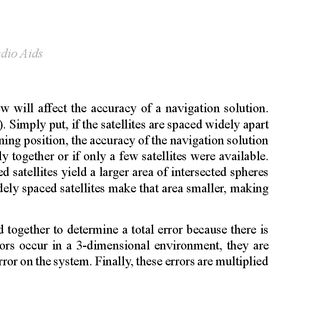 dio Aids
w will affect the accuracy of a navigation solution.
). Simply put, if the satellites are spaced widely apart
ning position, the accuracy of the navigation solution
ly together or if only a few satellites were available.
ed satellites yield a larger area of intersected spheres
dely spaced satellites make that area smaller, making
d together to determine a total error because there is
ors occur in a 3-dimensional environment, they are
rror on the system. Finally, these errors are multiplied